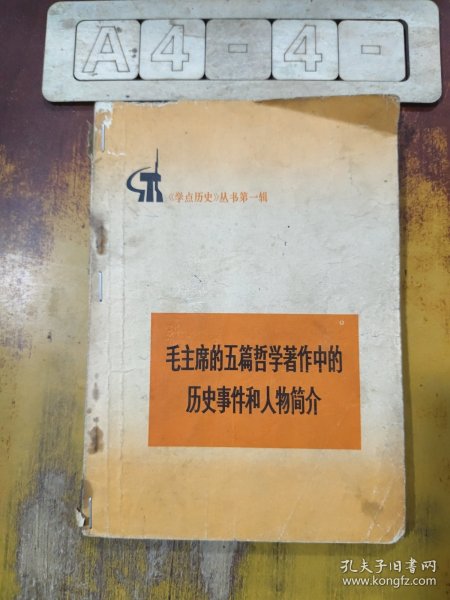 A4-4-
《学点历史》丛书第一辑
毛主席的五篇哲学著作中的
历史事件和人物简介
孔夫子旧书网
www.kongfz.com